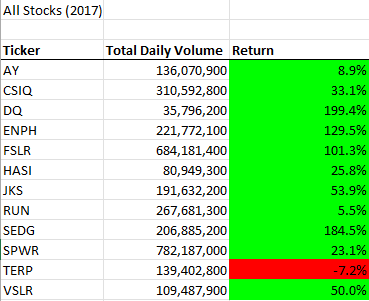 All Stocks (2017)
Ticker Total Daily Volume Return
AY 136,070,900 8.9%
CSIQ 310,592,800 33.1%
DQ 35,796,200 199.4%
ENPH 221,772,100 129.5%
FSLR 684,181,400 101.3%
HASI 80,949,300 25.8%
JKS 191,632,200 53.9%
RUN 267,681,300 5.5%
SEDG 206,885,200 184.5%
SPWR 782,187,000 23.1%
TERP 139,402,800 -7.2%
VSLR 109,487,900 50.0%